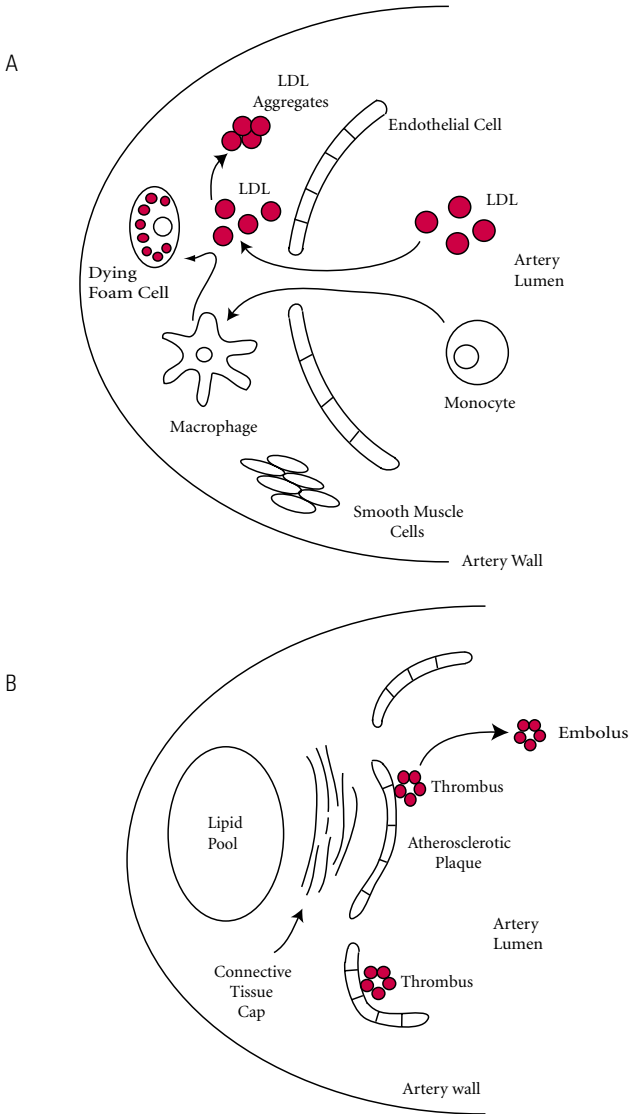 A
LDL
Aggregates
Endothelial Cell
LDL
LDL
Artery
Lumen
Dying
Foam Cell
Monocyte
Macrophage
Smooth Muscle
Cells
Artery Wall
B
Embolus
Thrombus
Lipid
Pool
Atherosclerotic
Plaque
Artery
Lumen
Connective
Tissue
Cap
Thrombus
Artery wall